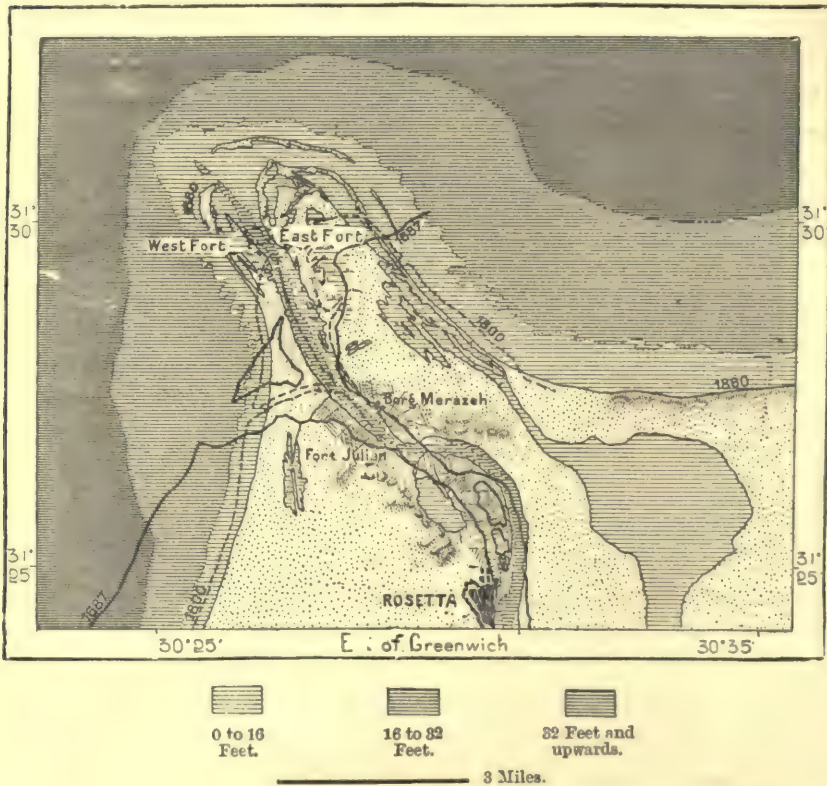 31°
30'
31°
30'
1880
West Fort
East Fort
1687
1800
1880
Borg Merazeh
Fort Julian
31°
25'
31°
25'
1687
1800
ROSETTA
30°25'
E. of Greenwich
30°35'
0 to 16
Feet.
16 to 32
Feet.
32 Feet and
upwards.
3 Miles.